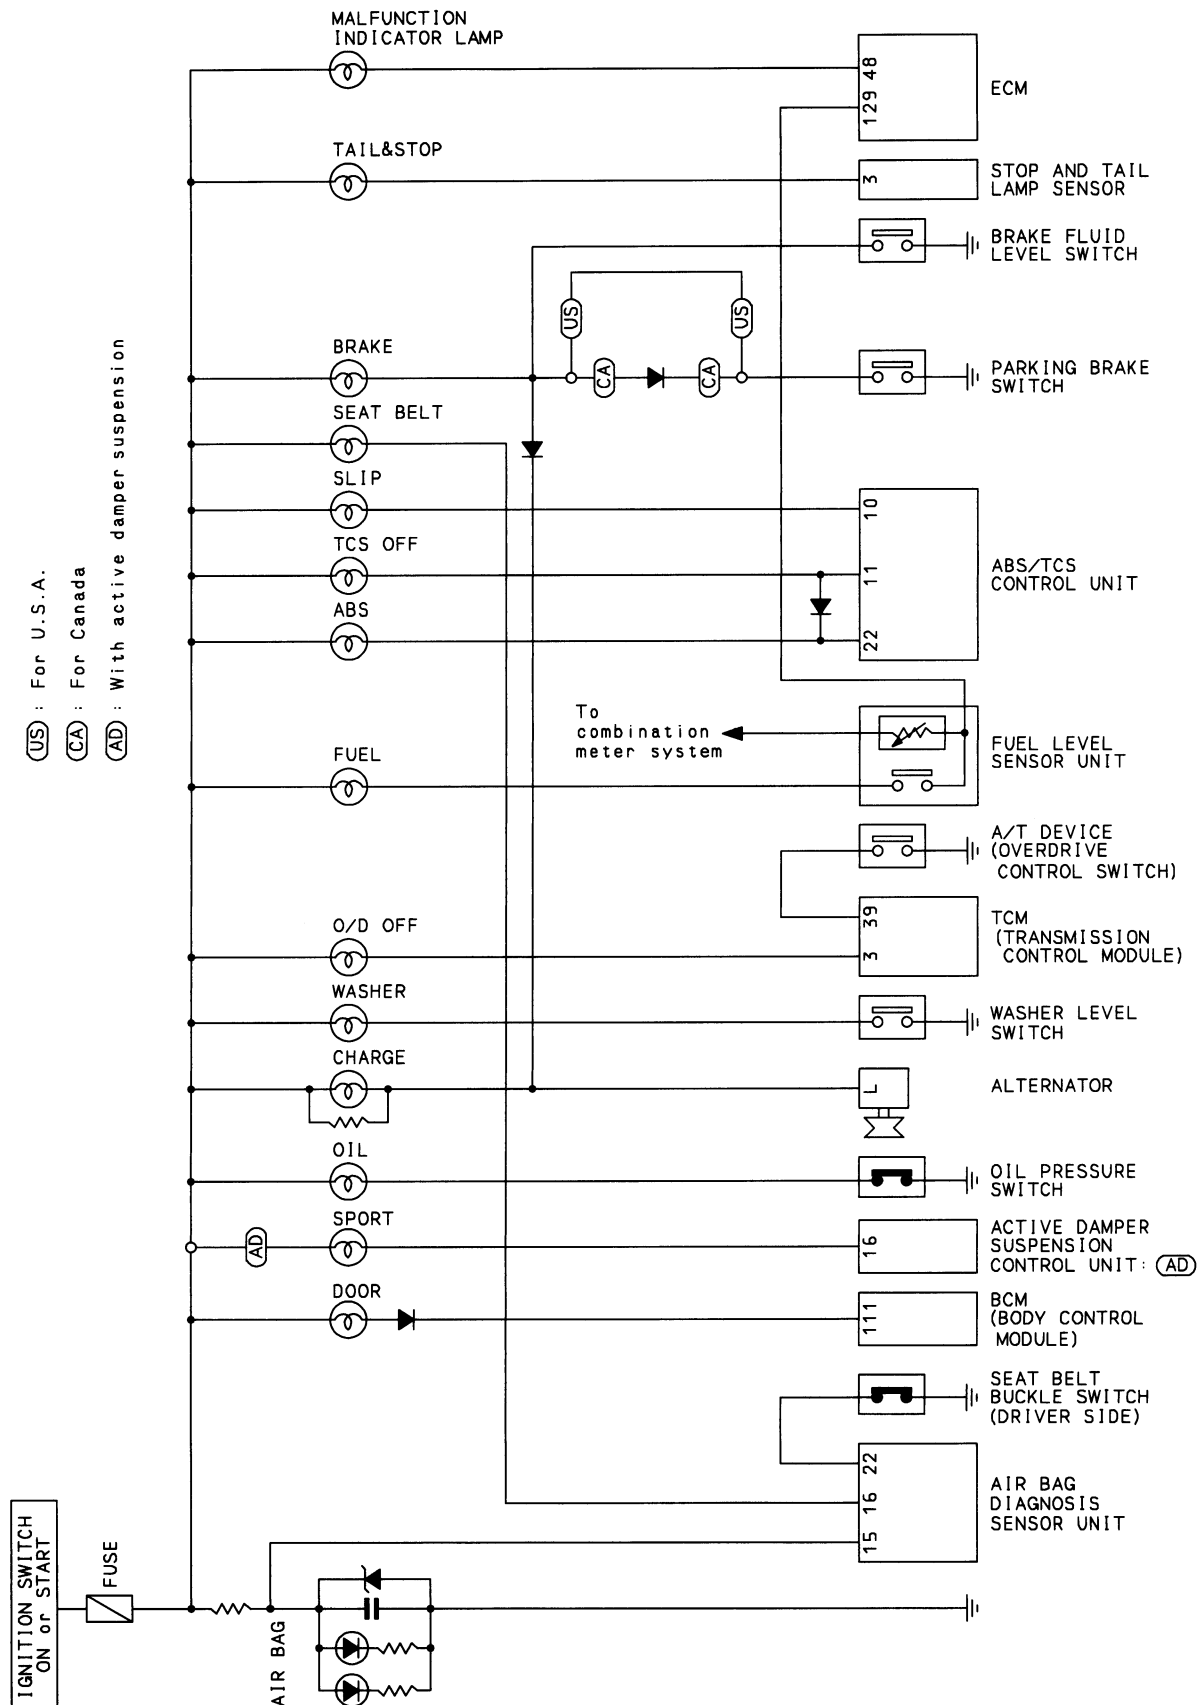 MALFUNCTION
INDICATOR LAMP
48
129
ECM
TAIL&STOP
3
STOP AND TAIL
LAMP SENSOR
BRAKE FLUID
LEVEL SWITCH
US
US
BRAKE
CA
CA
PARKING BRAKE
SWITCH
SEAT BELT
SLIP
10
TCS OFF
11
ABS/TCS
CONTROL UNIT
ABS
22
US : For U.S.A.
CA : For Canada
AD : With active damper suspension
To
combination
meter system
FUEL LEVEL
SENSOR UNIT
FUEL
A/T DEVICE
(OVERDRIVE
CONTROL SWITCH)
39
TCM
(TRANSMISSION
CONTROL MODULE)
O/D OFF
3
WASHER
WASHER LEVEL
SWITCH
CHARGE
L
ALTERNATOR
OIL
OIL PRESSURE
SWITCH
SPORT
AD
16
ACTIVE DAMPER
SUSPENSION
CONTROL UNIT: AD
DOOR
111
BCM
(BODY CONTROL
MODULE)
SEAT BELT
BUCKLE SWITCH
(DRIVER SIDE)
22
16
15
AIR BAG
DIAGNOSIS
SENSOR UNIT
IGNITION SWITCH
ON or START
FUSE
AIR BAG